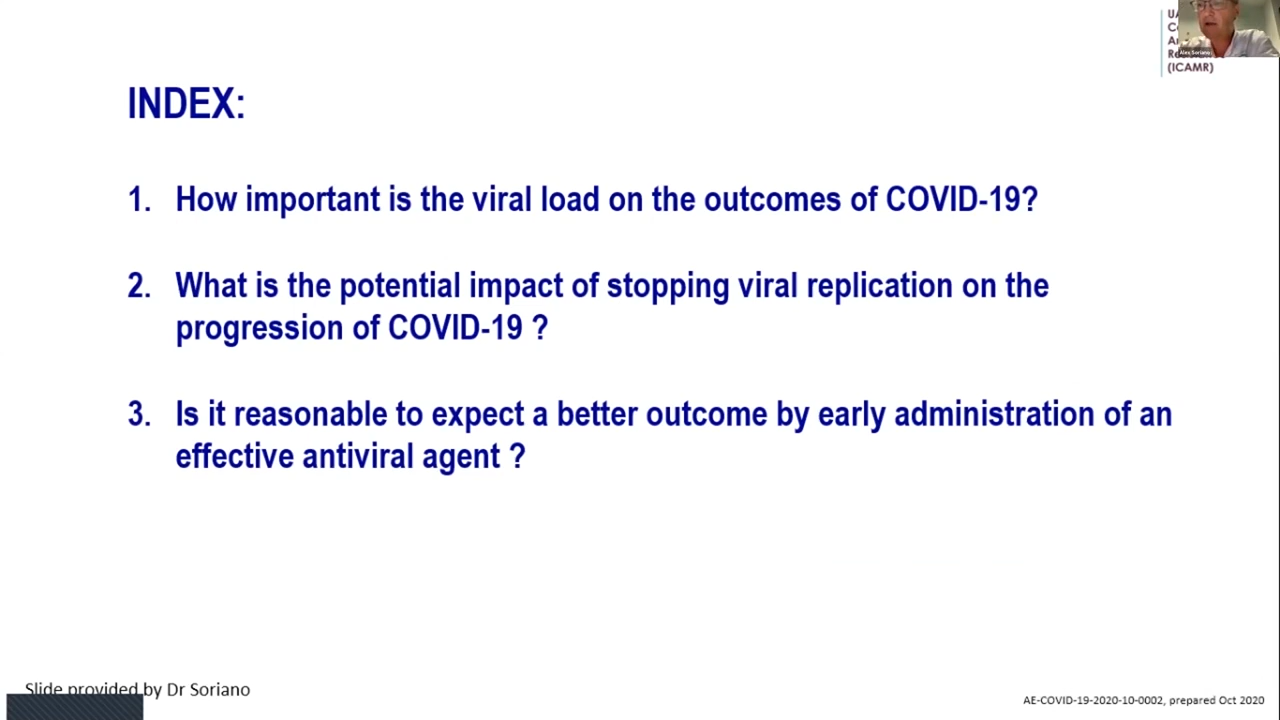 (ICAMR)
Alex Soriano
INDEX:
1. How important is the viral load on the outcomes of COVID-19?
2. What is the potential impact of stopping viral replication on the
progression of COVID-19 ?
3. Is it reasonable to expect a better outcome by early administration of an
effective antiviral agent ?
Slide provided by Dr Soriano
AE-COVID-19-2020-10-0002, prepared Oct 2020